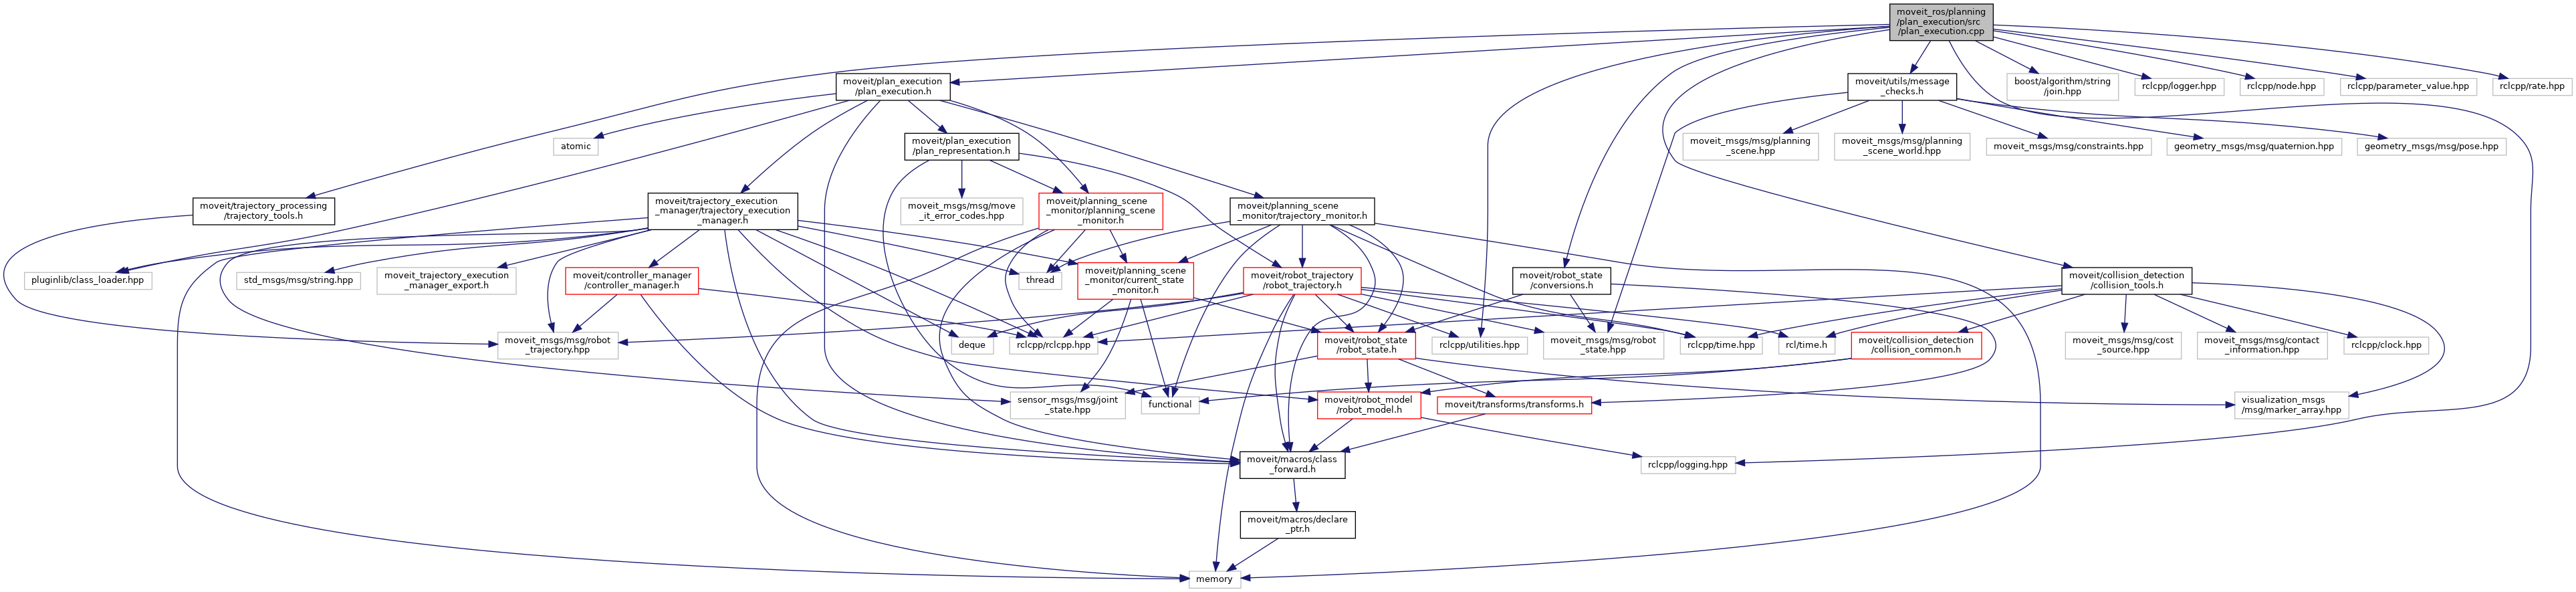 moveit_ros/planning
/plan_execution/src
/plan_execution.cpp
moveit/plan_execution
/plan_execution.h
moveit/utils/message
_checks.h
boost/algorithm/string
/join.hpp
rclcpp/logger.hpp
rclcpp/node.hpp
rclcpp/parameter_value.hpp
rclcpp/rate.hpp
atomic
moveit/plan_execution
/plan_representation.h
moveit_msgs/msg/planning
_scene.hpp
moveit_msgs/msg/planning
_scene_world.hpp
moveit_msgs/msg/constraints.hpp
geometry_msgs/msg/quaternion.hpp
geometry_msgs/msg/pose.hpp
moveit/trajectory_processing
/trajectory_tools.h
moveit/trajectory_execution
_manager/trajectory_execution
_manager.h
moveit_msgs/msg/move
_it_error_codes.hpp
moveit/planning_scene
_monitor/planning_scene
_monitor.h
moveit/planning_scene
_monitor/trajectory_monitor.h
pluginlib/class_loader.hpp
std_msgs/msg/string.hpp
moveit_trajectory_execution
_manager_export.h
moveit/controller_manager
/controller_manager.h
thread
moveit/planning_scene
_monitor/current_state
_monitor.h
moveit/robot_trajectory
/robot_trajectory.h
moveit/robot_state
/conversions.h
moveit/collision_detection
/collision_tools.h
moveit_msgs/msg/robot
_trajectory.hpp
deque
rclcpp/rclcpp.hpp
moveit/robot_state
/robot_state.h
rclcpp/utilities.hpp
moveit_msgs/msg/robot
_state.hpp
rclcpp/time.hpp
rcl/time.h
moveit/collision_detection
/collision_common.h
moveit_msgs/msg/cost
_source.hpp
moveit_msgs/msg/contact
_information.hpp
rclcpp/clock.hpp
sensor_msgs/msg/joint
_state.hpp
functional
moveit/robot_model
/robot_model.h
moveit/transforms/transforms.h
visualization_msgs
/msg/marker_array.hpp
moveit/macros/class
_forward.h
rclcpp/logging.hpp
moveit/macros/declare
_ptr.h
memory